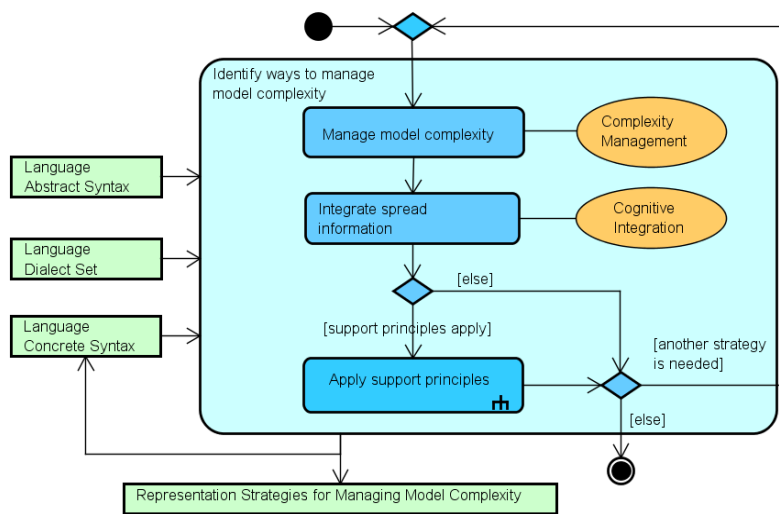 Identify ways to manage
model complexity
Manage model complexity
Complexity
Management
Language
Abstract Syntax
Integrate spread
information
Cognitive
Integration
Language
Dialect Set
[else]
Language
Concrete Syntax
[support principles apply]
[another strategy
is needed]
Apply support principles
[else]
Representation Strategies for Managing Model Complexity